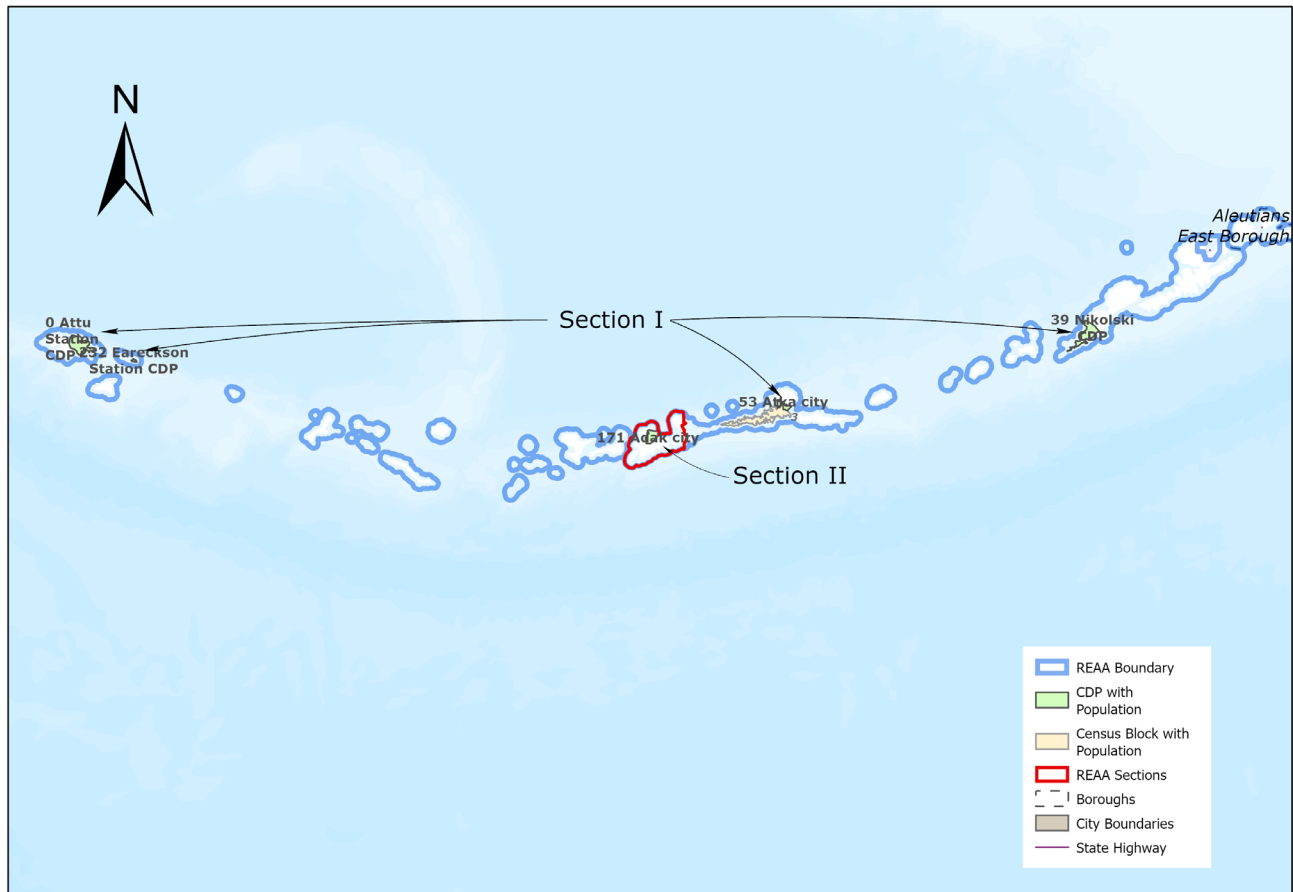 N
Aleutians
East Borough
Section I
0 Attu
Station
CDP
39 Nikolski
CDP
232 Eareckson
Station CDP
53 Atka city
3
171 Adak city
Section II
REAA Boundary
CDP with
Population
Census Block with
Population
REAA Sections
Boroughs
City Boundaries
State Highway